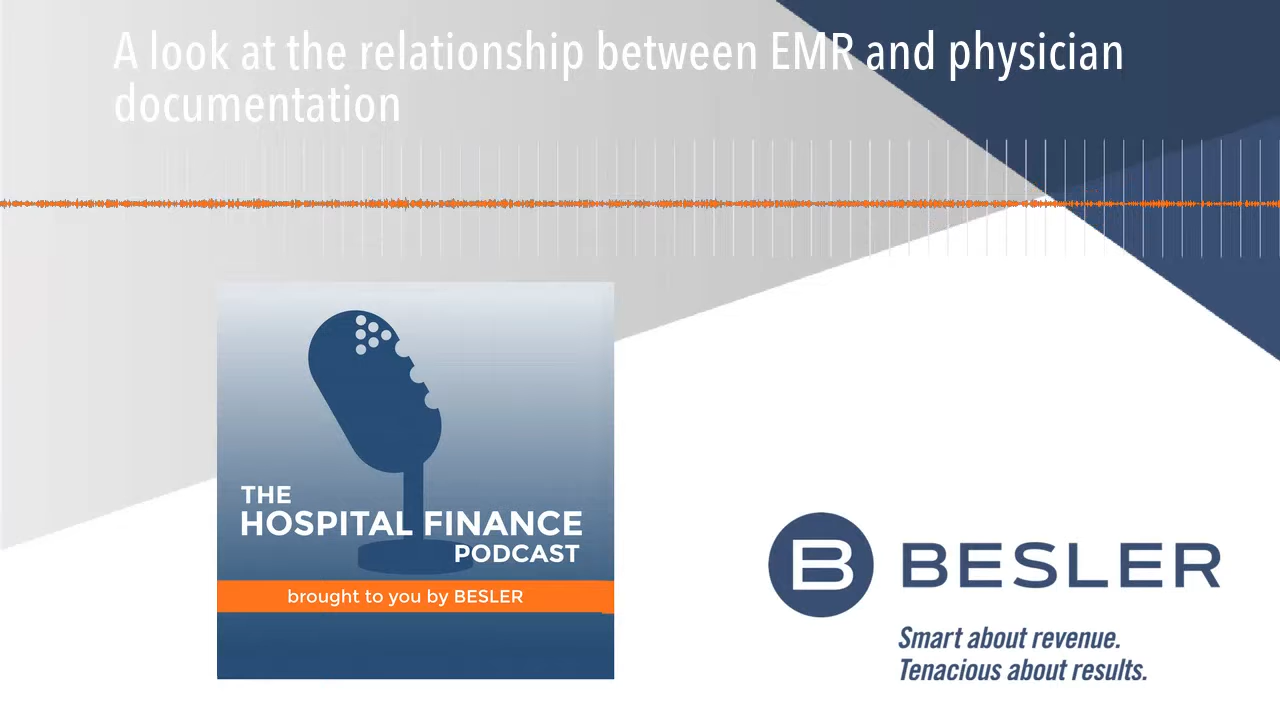 A look at the relationship between EMR and physician
documentation
THE
HOSPITAL FINANCE
PODCAST
brought to you by BESLER
B BESLER
Smart about revenue.
Tenacious about results.